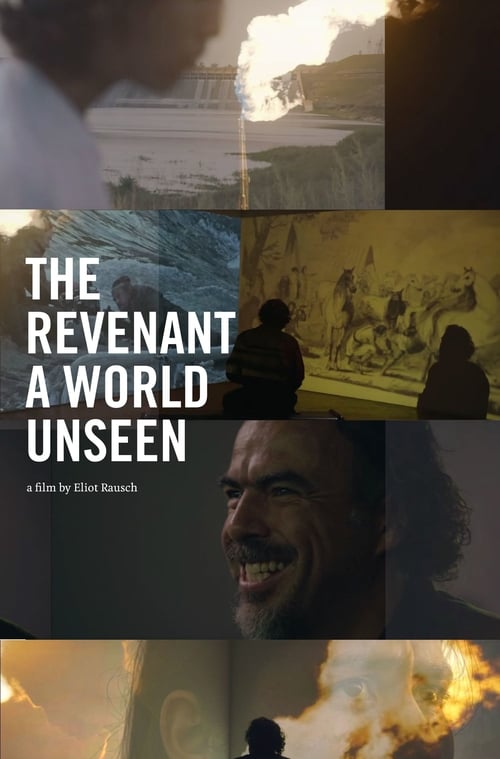 THE
REVENANT
A WORLD
UNSEEN
a film by Eliot Rausch